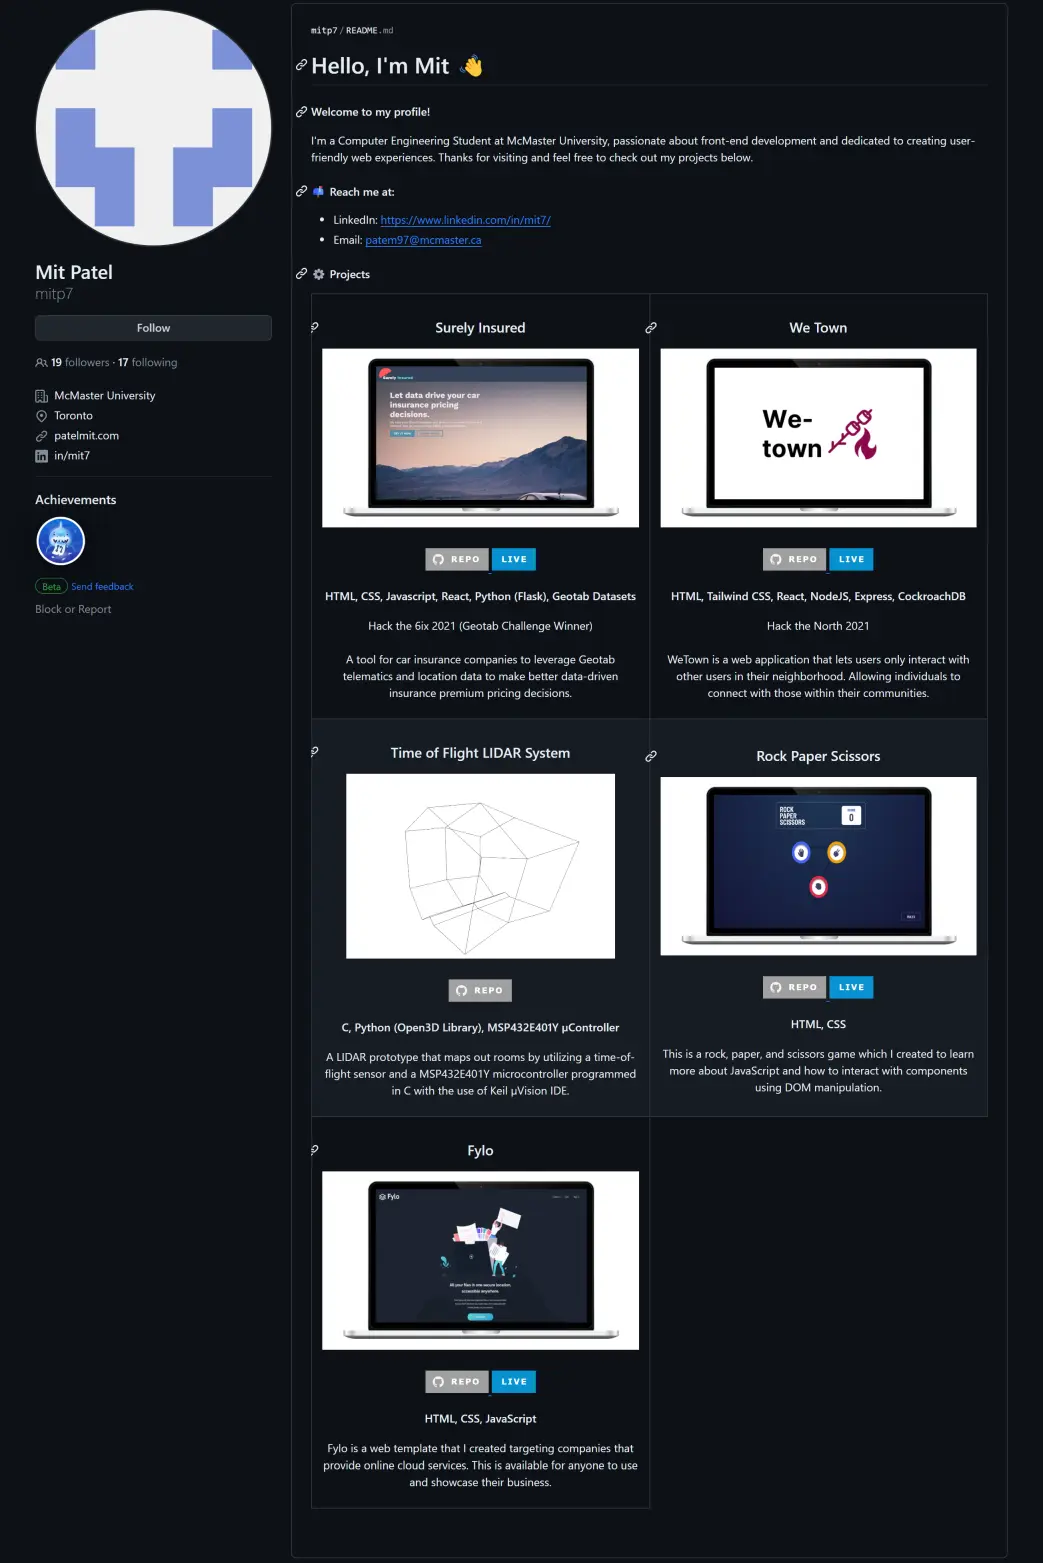 mitp7/README.md
Hello, I'm Mit 👋
Welcome to my profile!
I'm a Computer Engineering Student at McMaster University, passionate about front-end development and dedicated to creating user-
friendly web experiences. Thanks for visiting and feel free to check out my projects below.
📫 Reach me at:
• LinkedIn: https://www.linkedin.com/in/mit7/
• Email: patem97@mcmaster.ca
⚙️ Projects
Mit Patel
mitp7
Follow
19 followers · 17 following
McMaster University
Toronto
patelmit.com
in/mit7
Achievements
Beta Send feedback
Block or Report
Surely Insured
Surely Insured
Let data drive your car
insurance pricing
decisions.
REPO LIVE
HTML, CSS, Javascript, React, Python (Flask), Geotab Datasets
Hack the 6ix 2021 (Geotab Challenge Winner)
A tool for car insurance companies to leverage Geotab
telematics and location data to make better data-driven
insurance premium pricing decisions.
We Town
We-
town
REPO LIVE
HTML, Tailwind CSS, React, NodeJS, Express, CockroachDB
Hack the North 2021
WeTown is a web application that lets users only interact with
other users in their neighborhood. Allowing individuals to
connect with those within their communities.
Time of Flight LIDAR System
REPO
C, Python (Open3D Library), MSP432E401Y µController
A LIDAR prototype that maps out rooms by utilizing a time-of-
flight sensor and a MSP432E401Y microcontroller programmed
in C with the use of Keil µVision IDE.
Rock Paper Scissors
ROCK
PAPER
SCISSORS
SCORE
0
RULES
REPO LIVE
HTML, CSS
This is a rock, paper, and scissors game which I created to learn
more about JavaScript and how to interact with components
using DOM manipulation.
Fylo
Fylo
All your files in one secure location,
accessible anywhere.
REPO LIVE
HTML, CSS, JavaScript
Fylo is a web template that I created targeting companies that
provide online cloud services. This is available for anyone to use
and showcase their business.